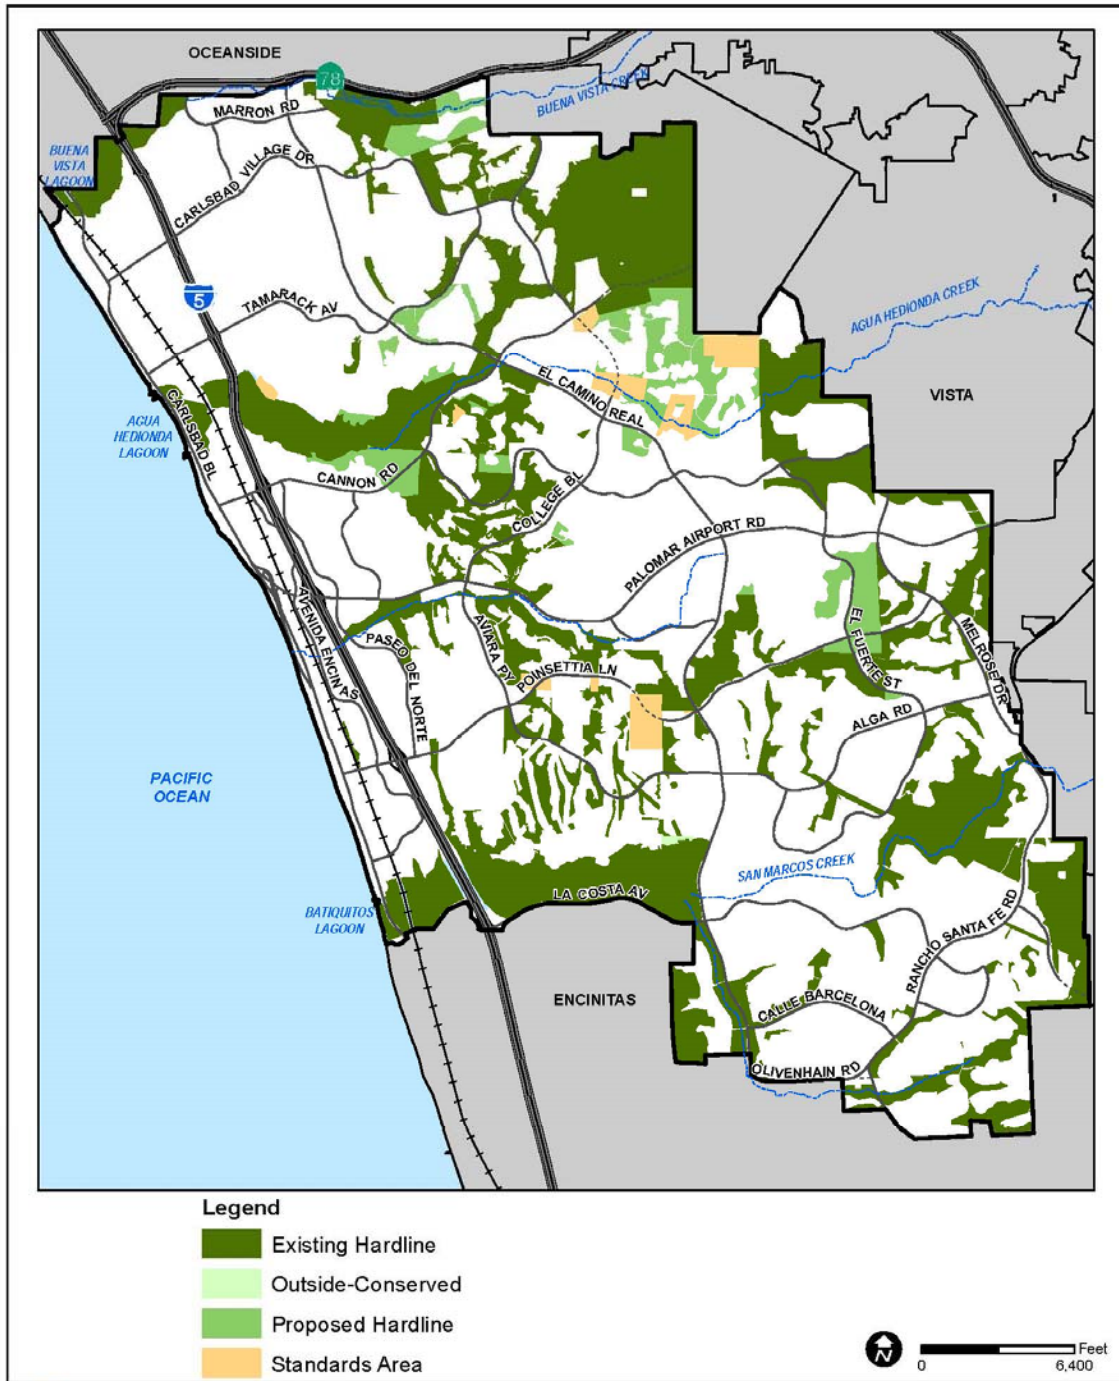 OCEANSIDE
78
BUENA VISTA CREEK
MARRON RD
BUENA
VISTA
LAGOON
CARLSBAD VILLAGE DR
5
TAMARACK AV
AGUA HEDIONDA CREEK
EL CAMINO REAL
VISTA
CARLSBAD BL
AGUA
HEDIONDA
LAGOON
CANNON RD
COLLEGE BL
PALOMAR AIRPORT RD
AVENIDA ENCINAS
PASEO DEL NORTE
AVIARA PY
POINSETTIA LN
EL FUERTE ST
MELROSE DR
ALGA RD
PACIFIC
OCEAN
SAN MARCOS CREEK
LA COSTA AV
BATIQUITOS
LAGOON
RANCHO SANTA FE RD
ENCINITAS
CALLE BARCELONA
OLIVENHAIN RD
Legend
Existing Hardline
Outside-Conserved
Proposed Hardline
Standards Area
N
Feet
0 6,400